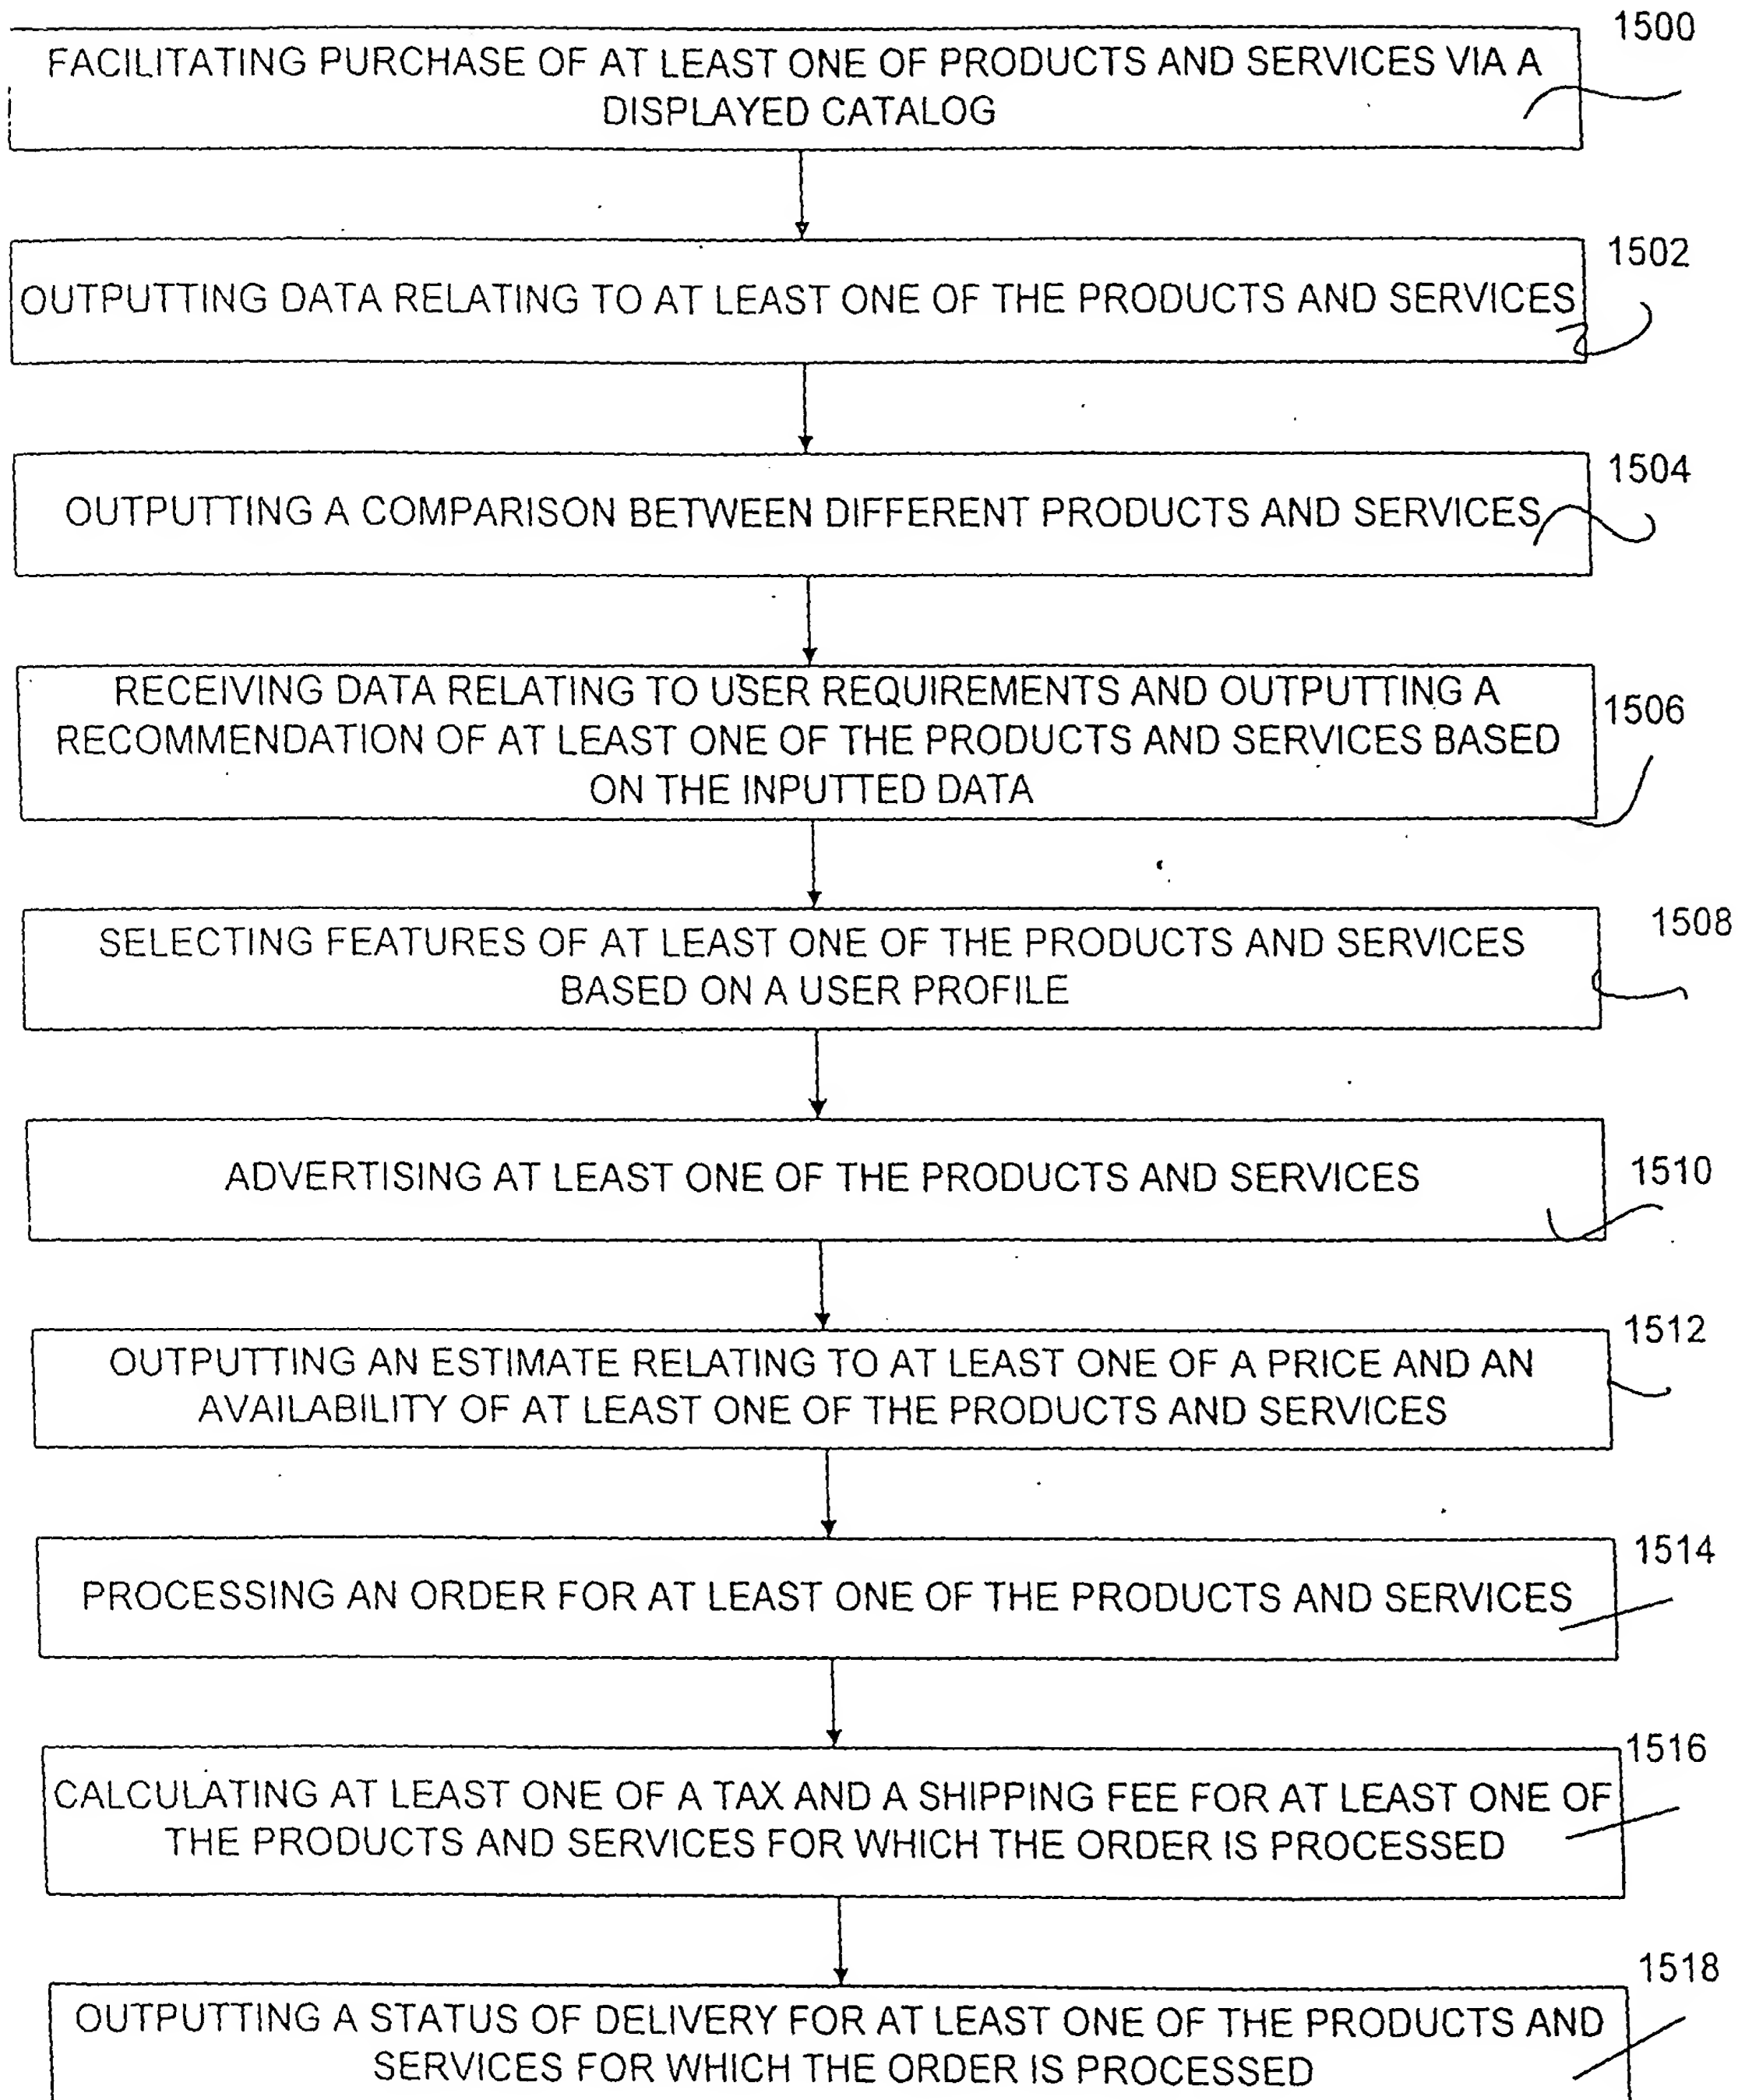 1500
FACILITATING PURCHASE OF AT LEAST ONE OF PRODUCTS AND SERVICES VIA A
DISPLAYED CATALOG
1502
OUTPUTTING DATA RELATING TO AT LEAST ONE OF THE PRODUCTS AND SERVICES
1504
OUTPUTTING A COMPARISON BETWEEN DIFFERENT PRODUCTS AND SERVICES
1506
RECEIVING DATA RELATING TO USER REQUIREMENTS AND OUTPUTTING A
RECOMMENDATION OF AT LEAST ONE OF THE PRODUCTS AND SERVICES BASED
ON THE INPUTTED DATA
1508
SELECTING FEATURES OF AT LEAST ONE OF THE PRODUCTS AND SERVICES
BASED ON A USER PROFILE
1510
ADVERTISING AT LEAST ONE OF THE PRODUCTS AND SERVICES
1512
OUTPUTTING AN ESTIMATE RELATING TO AT LEAST ONE OF A PRICE AND AN
AVAILABILITY OF AT LEAST ONE OF THE PRODUCTS AND SERVICES
1514
PROCESSING AN ORDER FOR AT LEAST ONE OF THE PRODUCTS AND SERVICES
1516
CALCULATING AT LEAST ONE OF A TAX AND A SHIPPING FEE FOR AT LEAST ONE OF
THE PRODUCTS AND SERVICES FOR WHICH THE ORDER IS PROCESSED
1518
OUTPUTTING A STATUS OF DELIVERY FOR AT LEAST ONE OF THE PRODUCTS AND
SERVICES FOR WHICH THE ORDER IS PROCESSED